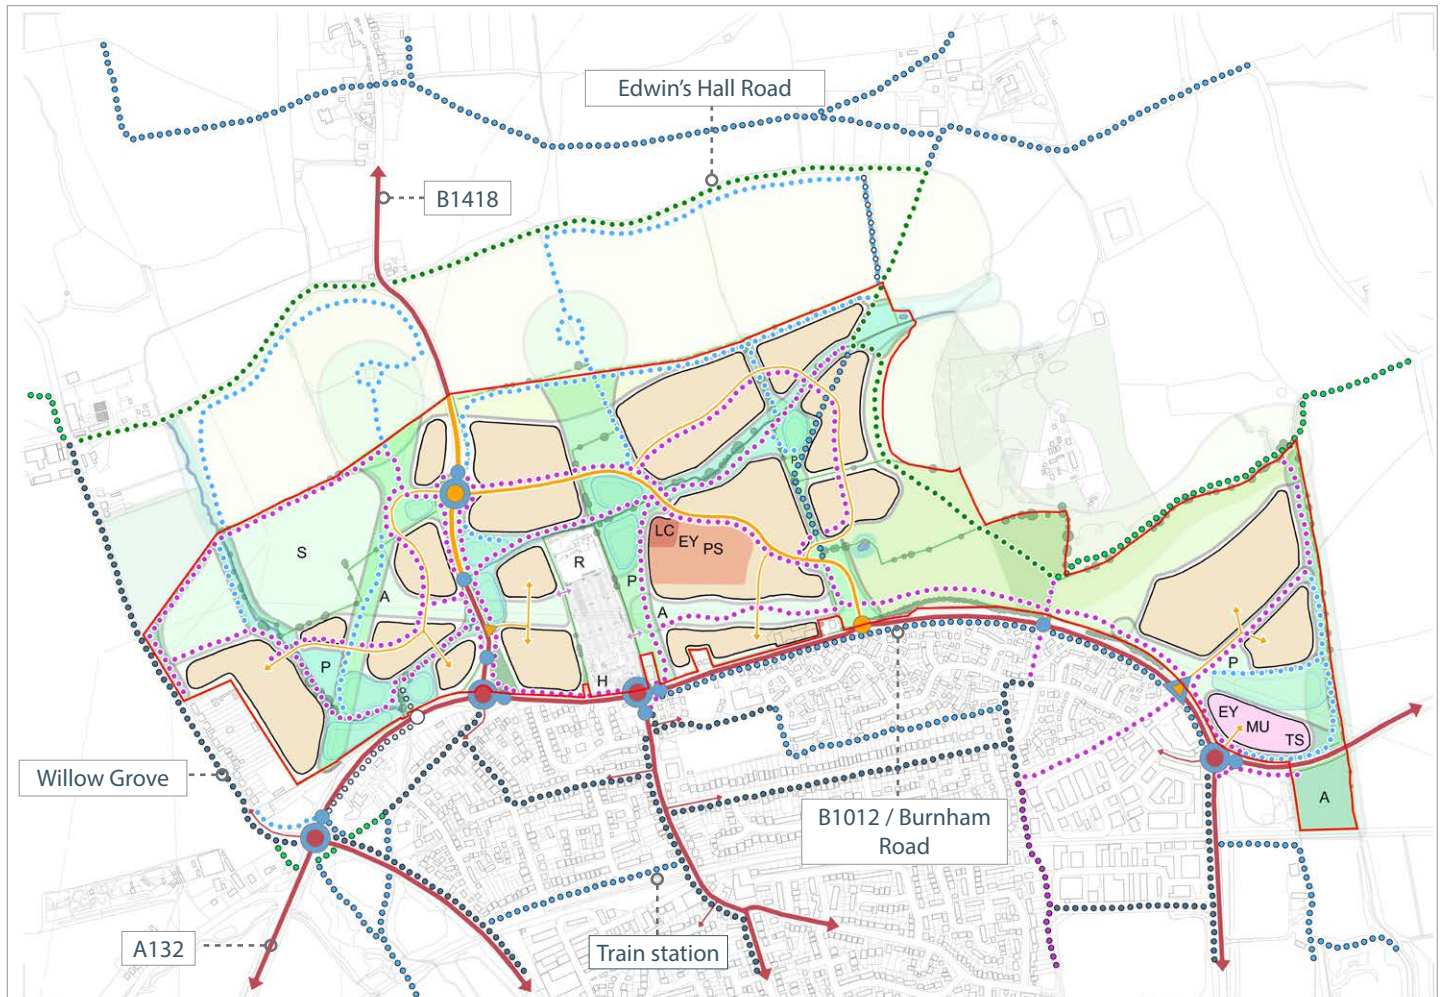 Edwin's Hall Road
B1418
P
LC
EY
PS
S
R
P
A
A
P
H
P
EY
MU
TS
Willow Grove
A
B1012 / Burnham
Road
A132
Train station